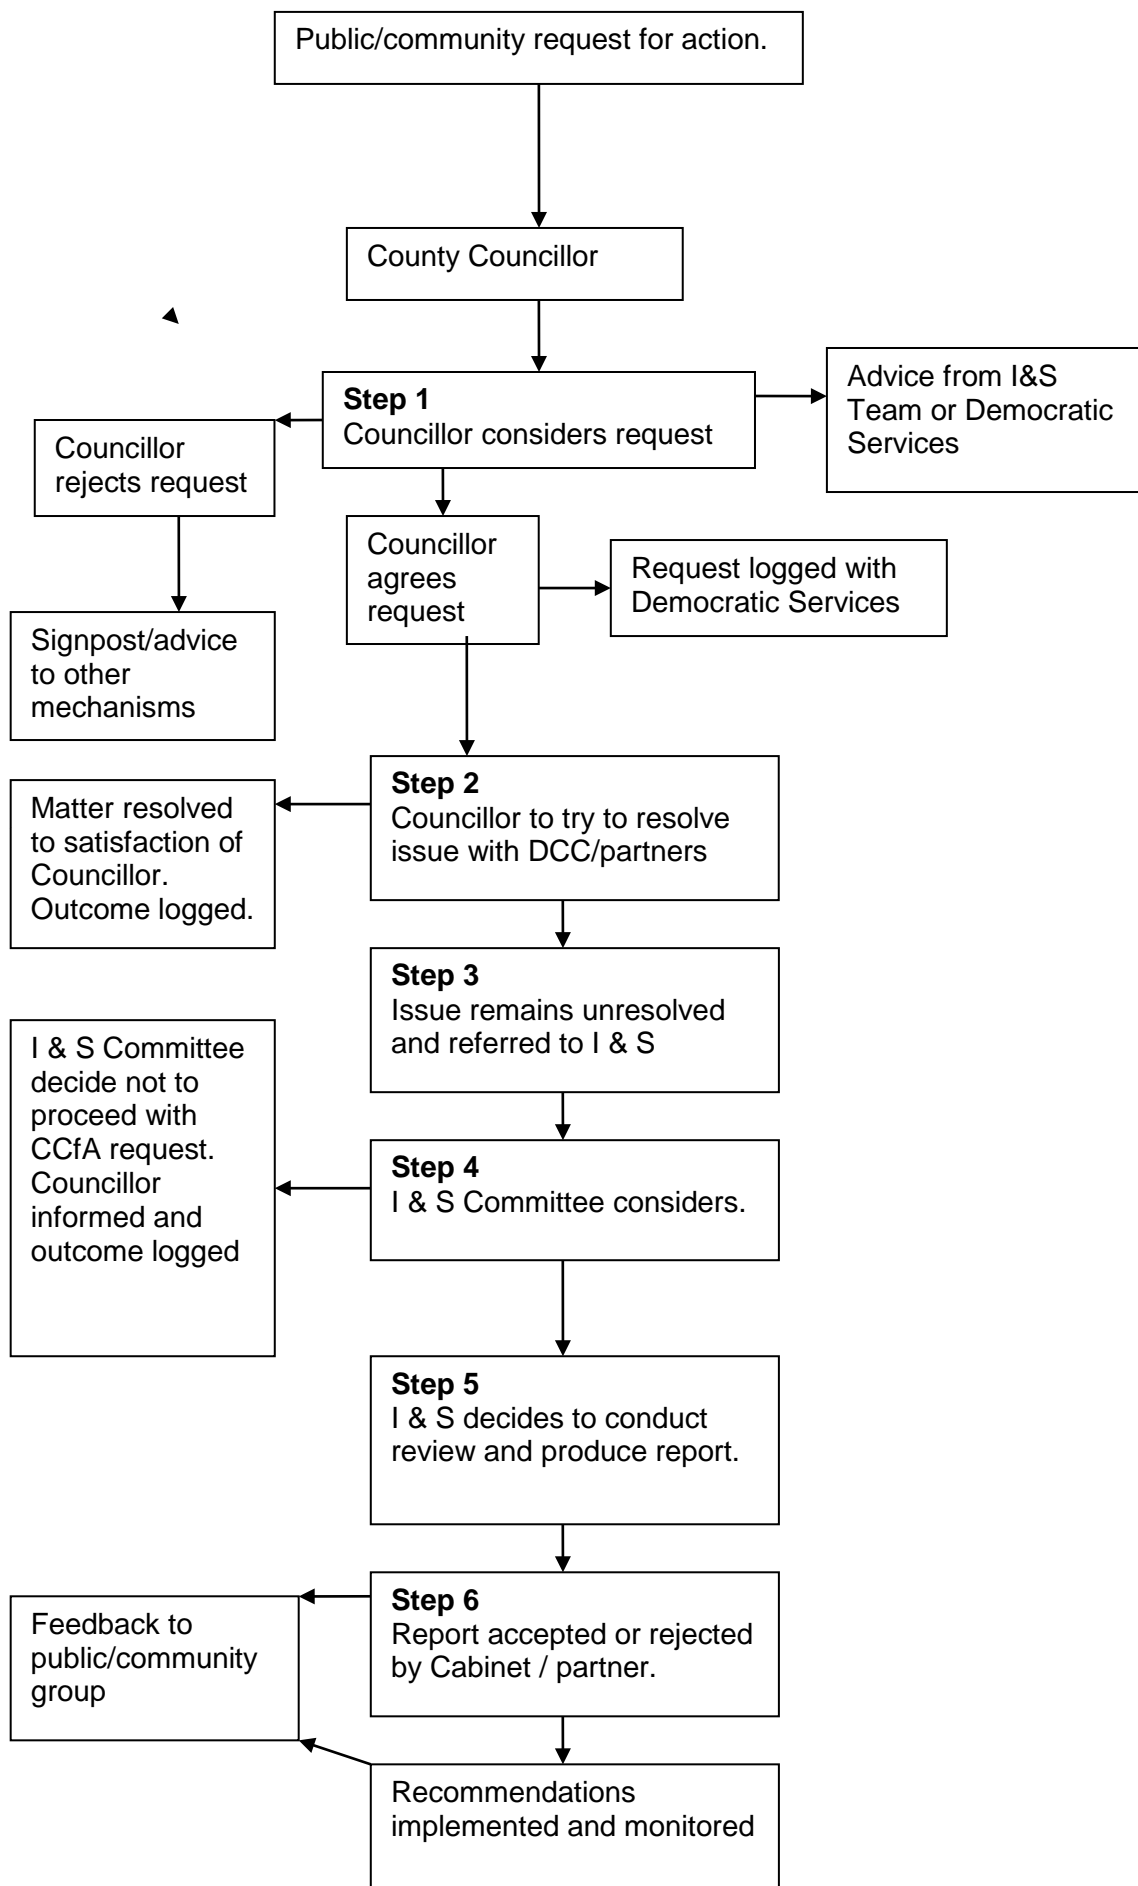 Public/community request for action.
County Councillor
Step 1
Councillor considers request
Advice from I&S
Team or Democratic
Services
Councillor
rejects request
Councillor
agrees
request
Request logged with
Democratic Services
Signpost/advice
to other
mechanisms
Step 2
Councillor to try to resolve
issue with DCC/partners
Matter resolved
to satisfaction of
Councillor.
Outcome logged.
Step 3
Issue remains unresolved
and referred to I & S
I & S Committee
decide not to
proceed with
CCfA request.
Councillor
informed and
outcome logged
Step 4
I & S Committee considers.
Step 5
I & S decides to conduct
review and produce report.
Step 6
Report accepted or rejected
by Cabinet / partner.
Feedback to
public/community
group
Recommendations
implemented and monitored